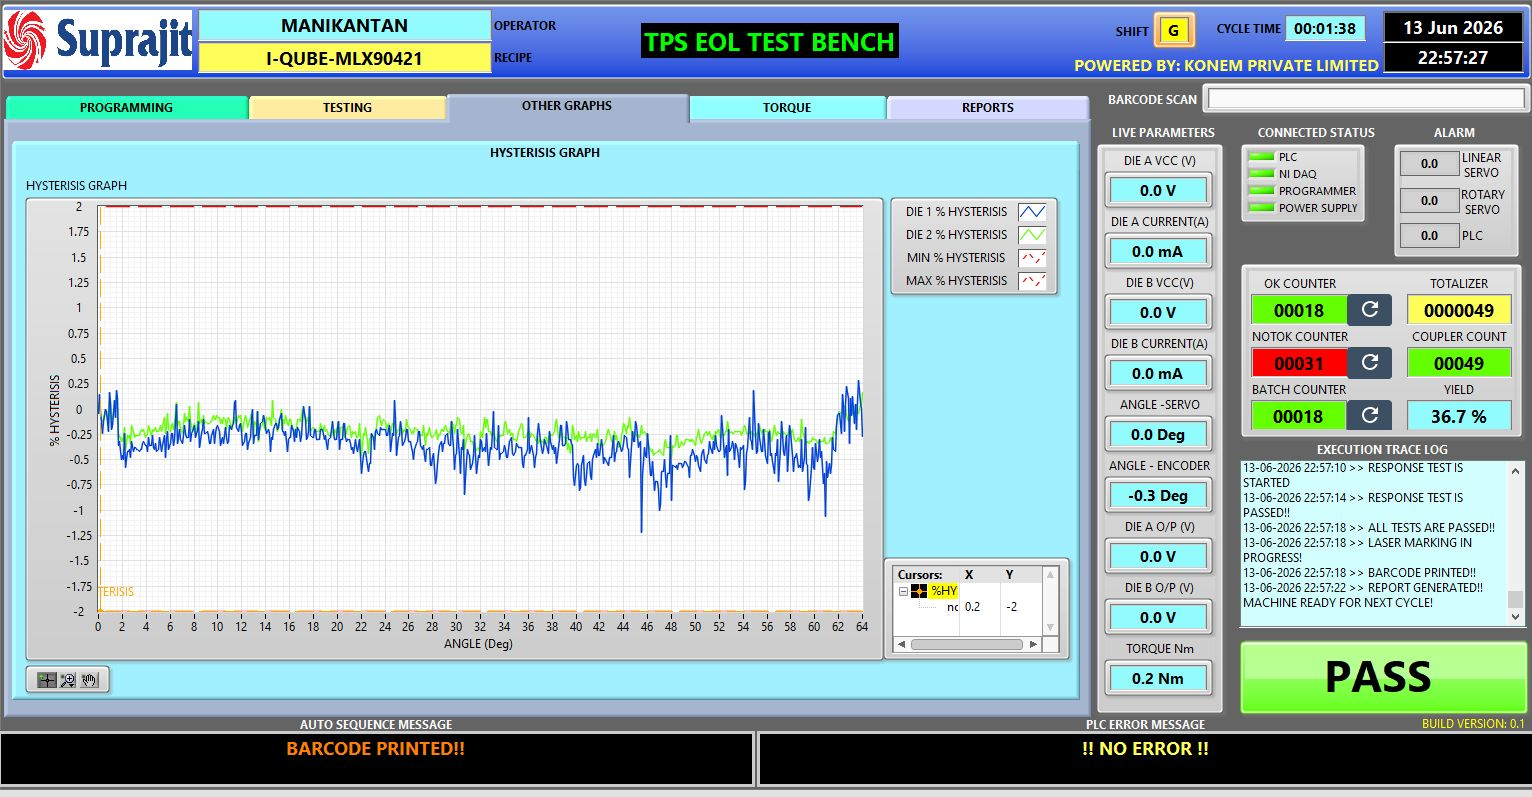 Suprajit
MANIKANTAN
OPERATOR
I-QUBE-MLX90421
RECIPE
TPS EOL TEST BENCH
SHIFT
G
CYCLE TIME
00:01:38
13 Jun 2026
22:57:27
POWERED BY: KONEM PRIVATE LIMITED
PROGRAMMING
TESTING
OTHER GRAPHS
TORQUE
REPORTS
BARCODE SCAN
HYSTERISIS GRAPH
HYSTERISIS GRAPH
2
1.75
1.5
1.25
1
0.75
0.5
0.25
0
-0.25
-0.5
-0.75
-1
-1.25
-1.5
-1.75
-2
% HYSTERISIS
TERISIS
0 2 4 6 8 10 12 14 16 18 20 22 24 26 28 30 32 34 36 38 40 42 44 46 48 50 52 54 56 58 60 62 64
ANGLE (Deg)
DIE 1 % HYSTERISIS
DIE 2 % HYSTERISIS
MIN % HYSTERISIS
MAX % HYSTERISIS
Cursors: X Y
%HY
nc 0.2 -2
LIVE PARAMETERS
DIE A VCC (V)
0.0 V
DIE A CURRENT(A)
0.0 mA
DIE B VCC(V)
0.0 V
DIE B CURRENT(A)
0.0 mA
ANGLE -SERVO
0.0 Deg
ANGLE - ENCODER
-0.3 Deg
DIE A O/P (V)
0.0 V
DIE B O/P (V)
0.0 V
TORQUE Nm
0.2 Nm
CONNECTED STATUS
PLC
NI DAQ
PROGRAMMER
POWER SUPPLY
ALARM
0.0 LINEAR SERVO
0.0 ROTARY SERVO
0.0 PLC
OK COUNTER
00018
TOTALIZER
0000049
NOTOK COUNTER
00031
COUPLER COUNT
00049
BATCH COUNTER
00018
YIELD
36.7 %
EXECUTION TRACE LOG
13-06-2026 22:57:10 >> RESPONSE TEST IS
STARTED
13-06-2026 22:57:14 >> RESPONSE TEST IS
PASSED!!
13-06-2026 22:57:18 >> ALL TESTS ARE PASSED!!
13-06-2026 22:57:18 >> LASER MARKING IN
PROGRESS!
13-06-2026 22:57:18 >> BARCODE PRINTED!!
13-06-2026 22:57:22 >> REPORT GENERATED!!
MACHINE READY FOR NEXT CYCLE!
PASS
BUILD VERSION: 0.1
AUTO SEQUENCE MESSAGE
BARCODE PRINTED!!
PLC ERROR MESSAGE
!! NO ERROR !!